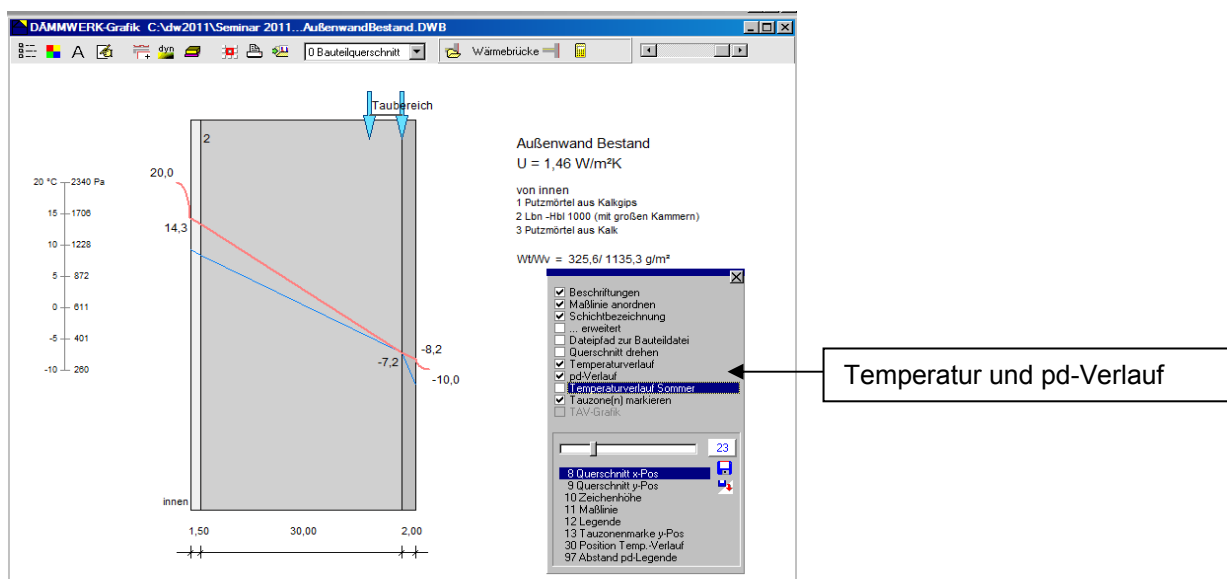 DÄMMWERK-Grafik C:\dw2011\Seminar 2011...AußenwandBestand.DWB
A dyn 0 Bauteilquerschnitt Wärmebrücke
Taubereich
2
20,0
14,3
-7,2
-8,2
-10,0
20 °C 2340 Pa
15 1706
10 1228
5 872
0 611
-5 401
-10 260
innen
1,50 30,00 2,00
Außenwand Bestand
U = 1,46 W/m²K
von innen
1 Putzmörtel aus Kalkgips
2 Lbn -Hbl 1000 (mit großen Kammern)
3 Putzmörtel aus Kalk
Wt/Wv = 325,6/ 1135,3 g/m²
Beschriftungen
Maßlinie anordnen
Schichtbezeichnung
... erweitert
Dateipfad zur Bauteildatei
Querschnitt drehen
Temperaturverlauf
pd-Verlauf
Temperaturverlauf Sommer
Tauzone(n) markieren
TAV-Grafik
23
8 Querschnitt x-Pos
9 Querschnitt y-Pos
10 Zeichenhöhe
11 Maßlinie
12 Legende
13 Tauzonenmarke y-Pos
30 Position Temp.-Verlauf
97 Abstand pd-Legende
Temperatur und pd-Verlauf